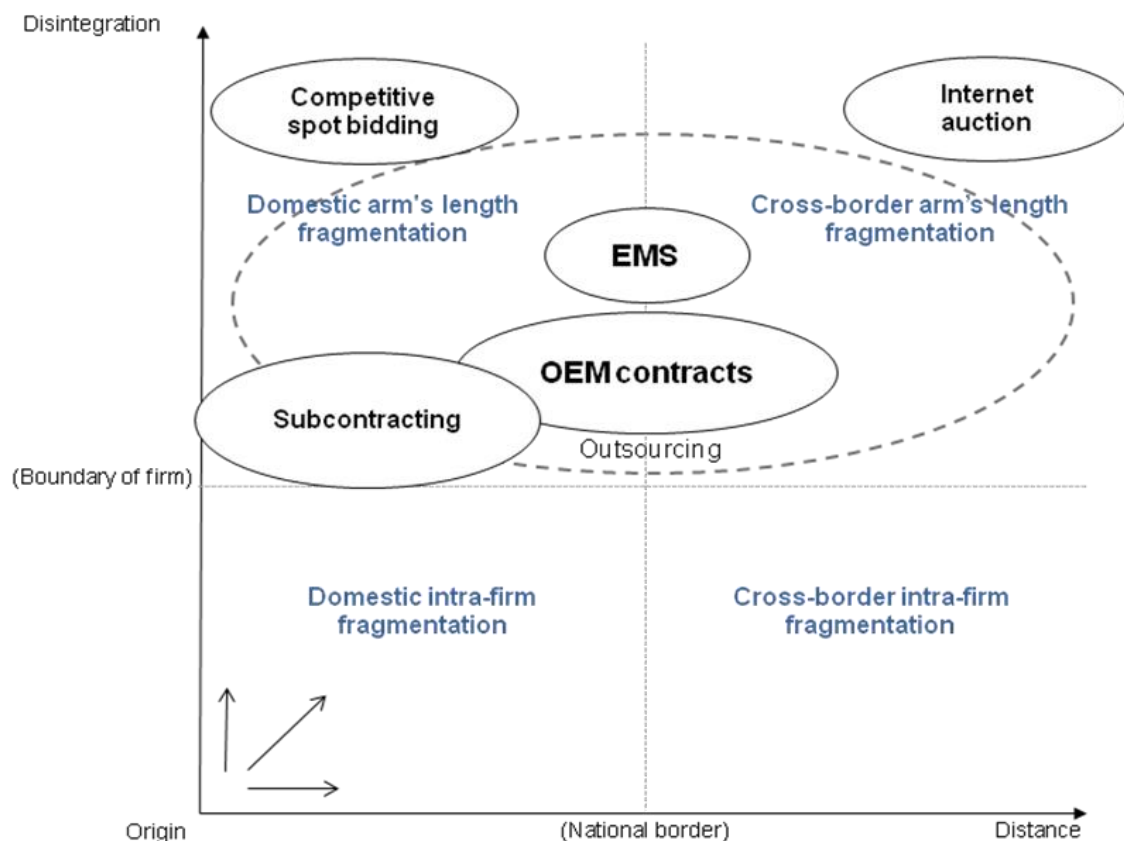 Disintegration
Competitive
spot bidding
Internet
auction
Domestic arm's length
fragmentation
Cross-border arm's length
fragmentation
EMS
OEM contracts
Subcontracting
Outsourcing
(Boundary of firm)
Domestic intra-firm
fragmentation
Cross-border intra-firm
fragmentation
Origin
(National border)
Distance